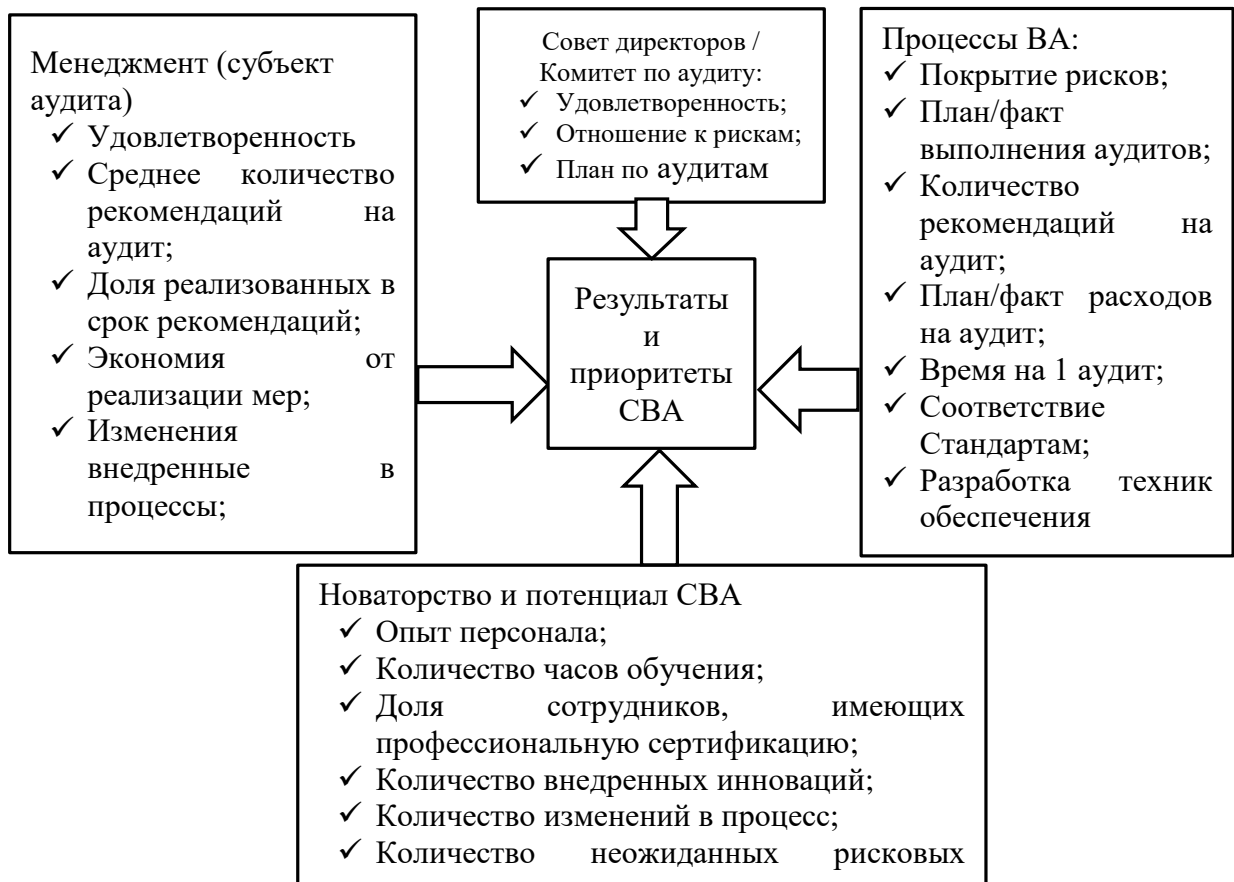 Менеджмент (субъект
аудита)
✓ Удовлетворенность
✓ Среднее количество
рекомендаций на
аудит;
✓ Доля реализованных в
срок рекомендаций;
✓ Экономия от
реализации мер;
✓ Изменения
внедренные в
процессы;
Совет директоров /
Комитет по аудиту:
✓ Удовлетворенность;
✓ Отношение к рискам;
✓ План по аудитам
Результаты
и
приоритеты
СВА
Процессы ВА:
✓ Покрытие рисков;
✓ План/факт
выполнения аудитов;
✓ Количество
рекомендаций на
аудит;
✓ План/факт расходов
на аудит;
✓ Время на 1 аудит;
✓ Соответствие
Стандартам;
✓ Разработка техник
обеспечения
Новаторство и потенциал СВА
✓ Опыт персонала;
✓ Количество часов обучения;
✓ Доля сотрудников, имеющих
профессиональную сертификацию;
✓ Количество внедренных инноваций;
✓ Количество изменений в процесс;
✓ Количество неожиданных рисковых